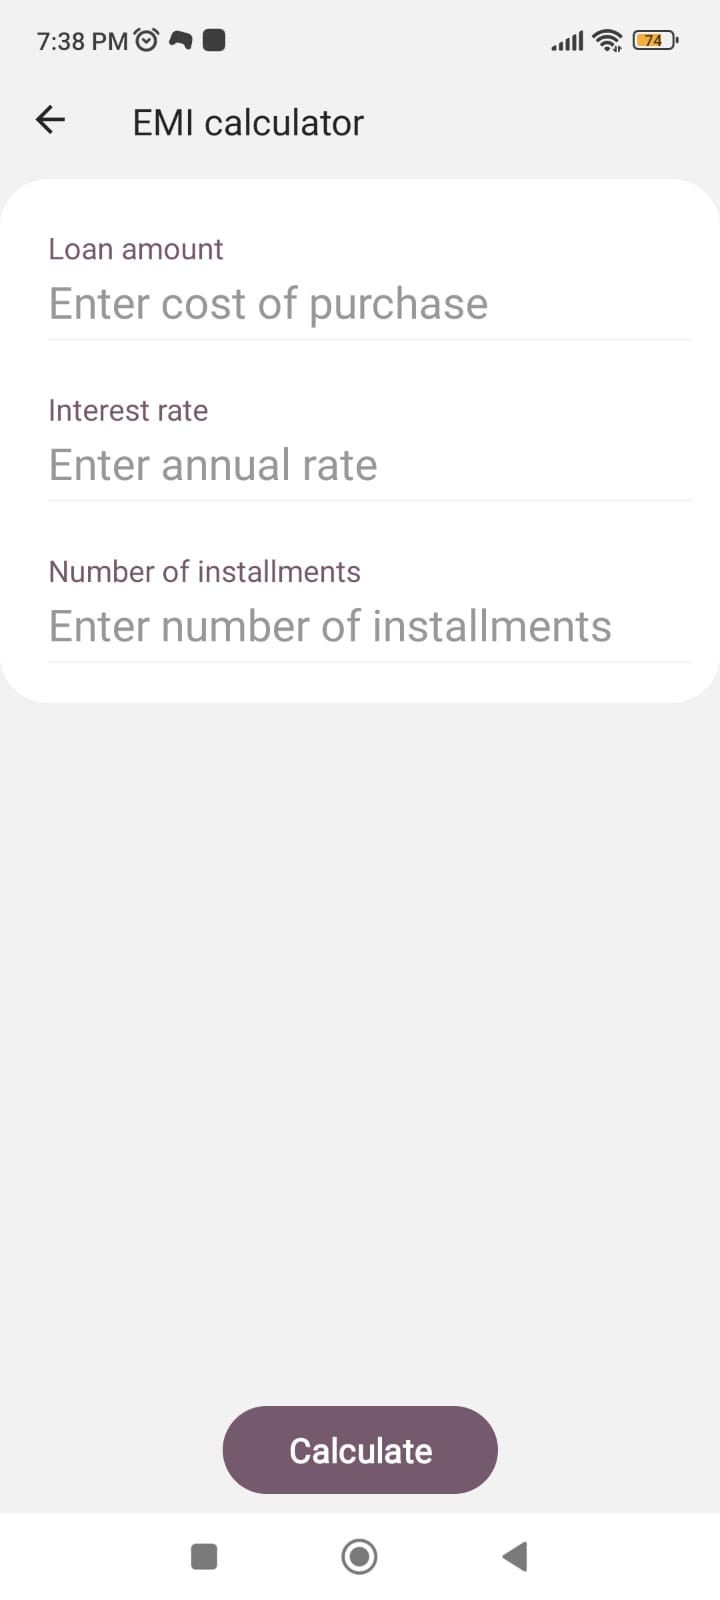 7:38 PM
74
EMI calculator
Loan amount
Enter cost of purchase
Interest rate
Enter annual rate
Number of installments
Enter number of installments
Calculate